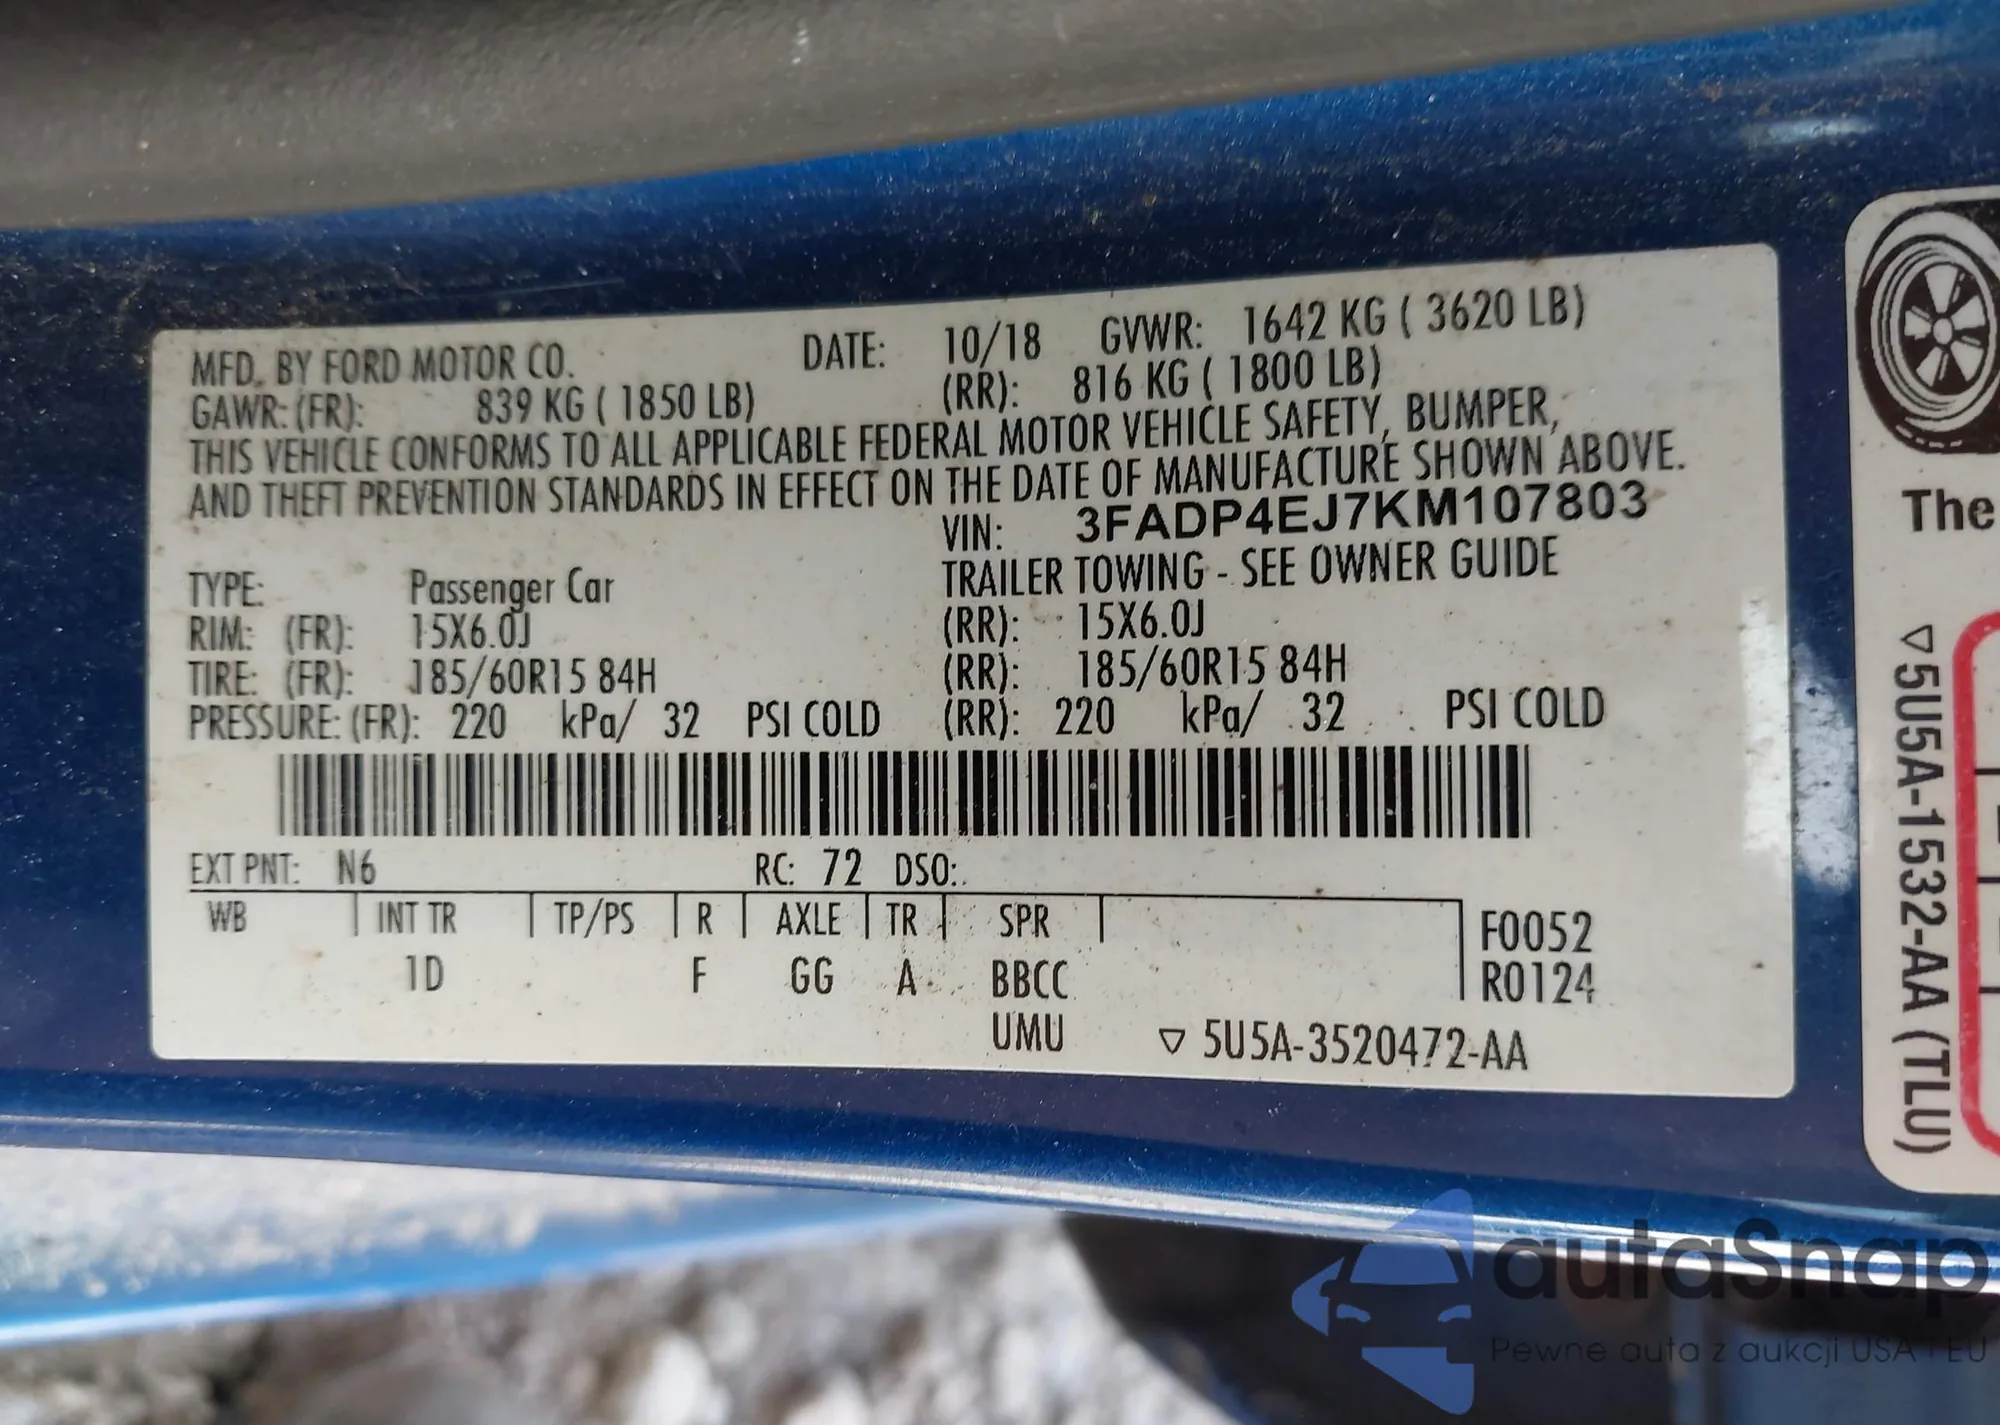 MFD. BY FORD MOTOR CO. DATE: 10/18 GVWR: 1642 KG ( 3620 LB)
GAWR: (FR): 839 KG ( 1850 LB) (RR): 816 KG ( 1800 LB)
THIS VEHICLE CONFORMS TO ALL APPLICABLE FEDERAL MOTOR VEHICLE SAFETY, BUMPER,
AND THEFT PREVENTION STANDARDS IN EFFECT ON THE DATE OF MANUFACTURE SHOWN ABOVE.
VIN: 3FADP4EJ7KM107803
TYPE: Passenger Car TRAILER TOWING - SEE OWNER GUIDE
RIM: (FR): 15X6.0J (RR): 15X6.0J
TIRE: (FR): 185/60R15 84H (RR): 185/60R15 84H
PRESSURE: (FR): 220 kPa/ 32 PSI COLD (RR): 220 kPa/ 32 PSI COLD
EXT PNT: N6 RC: 72 DSO:
WB INT TR TP/PS R AXLE TR SPR F0052
1D F GG A BBCC R0124
UMU ▽ 5U5A-3520472-AA
The
▽5U5A-1532-AA (TLU)
autaSnap
Pewne auta z aukcji USA i EU